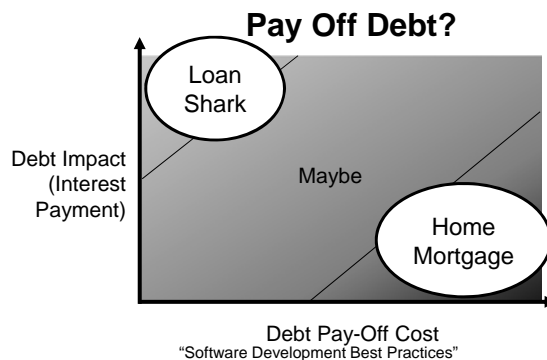 Pay Off Debt?
Loan
Shark
Debt Impact
(Interest
Payment)
Maybe
Home
Mortgage
Debt Pay-Off Cost
“Software Development Best Practices”